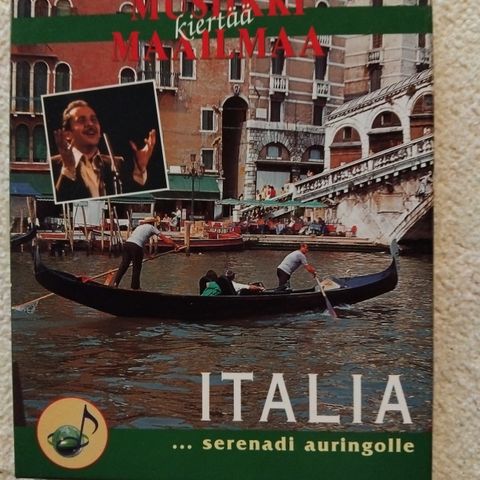 MUSIIKKI
kiertää
MAAILMAA
ITALIA
... serenadi auringolle